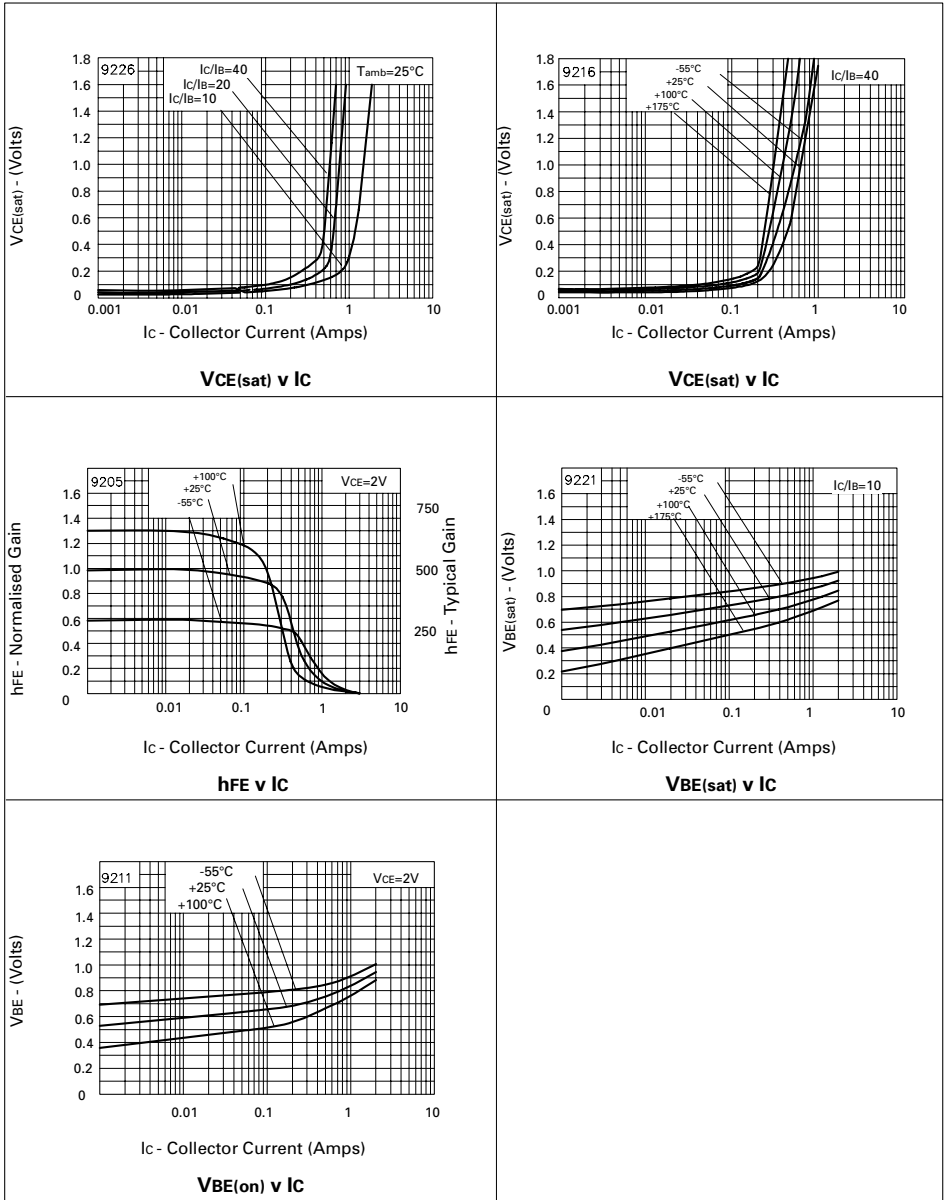 1.8
1.6
1.4
1.2
1.0
0.8
0.6
0.4
0.2
0
VCE(sat) - (Volts)
9226
IC/IB=40
IC/IB=20
IC/IB=10
Tamb=25°C
0.001
0.01
0.1
1
10
IC - Collector Current (Amps)
VCE(sat) v IC
1.8
1.6
1.4
1.2
1.0
0.8
0.6
0.4
0.2
0
VCE(sat) - (Volts)
9216
-55°C
+25°C
+100°C
+175°C
IC/IB=40
0.001
0.01
0.1
1
10
IC - Collector Current (Amps)
VCE(sat) v IC
1.6
1.4
1.2
1.0
0.8
0.6
0.4
0.2
0
hFE - Normalised Gain
9205
+100°C
+25°C
-55°C
VCE=2V
750
500
250
hFE - Typical Gain
0.01
0.1
1
10
IC - Collector Current (Amps)
hFE v IC
1.6
1.4
1.2
1.0
0.8
0.6
0.4
0.2
0
VBE(sat) - (Volts)
9221
-55°C
+25°C
+100°C
+175°C
IC/IB=10
0.01
0.1
1
10
IC - Collector Current (Amps)
VBE(sat) v IC
1.6
1.4
1.2
1.0
0.8
0.6
0.4
0.2
0
VBE - (Volts)
9211
-55°C
+25°C
+100°C
VCE=2V
0.01
0.1
1
10
IC - Collector Current (Amps)
VBE(on) v IC